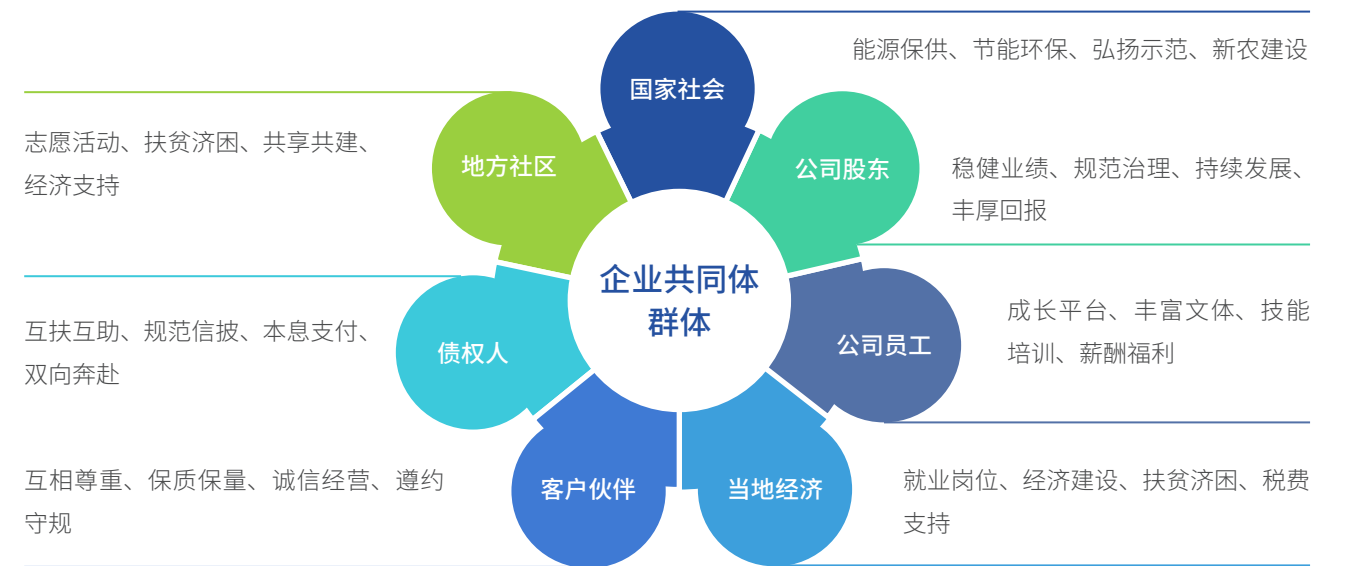 国家社会
能源保供、节能环保、弘扬示范、新农建设
地方社区
志愿活动、扶贫济困、共享共建、
经济支持
公司股东
稳健业绩、规范治理、持续发展、
丰厚回报
企业共同体
群体
债权人
互扶互助、规范信披、本息支付、
双向奔赴
公司员工
成长平台、丰富文体、技能
培训、薪酬福利
客户伙伴
互相尊重、保质保量、诚信经营、遵约
守规
当地经济
就业岗位、经济建设、扶贫济困、税费
支持